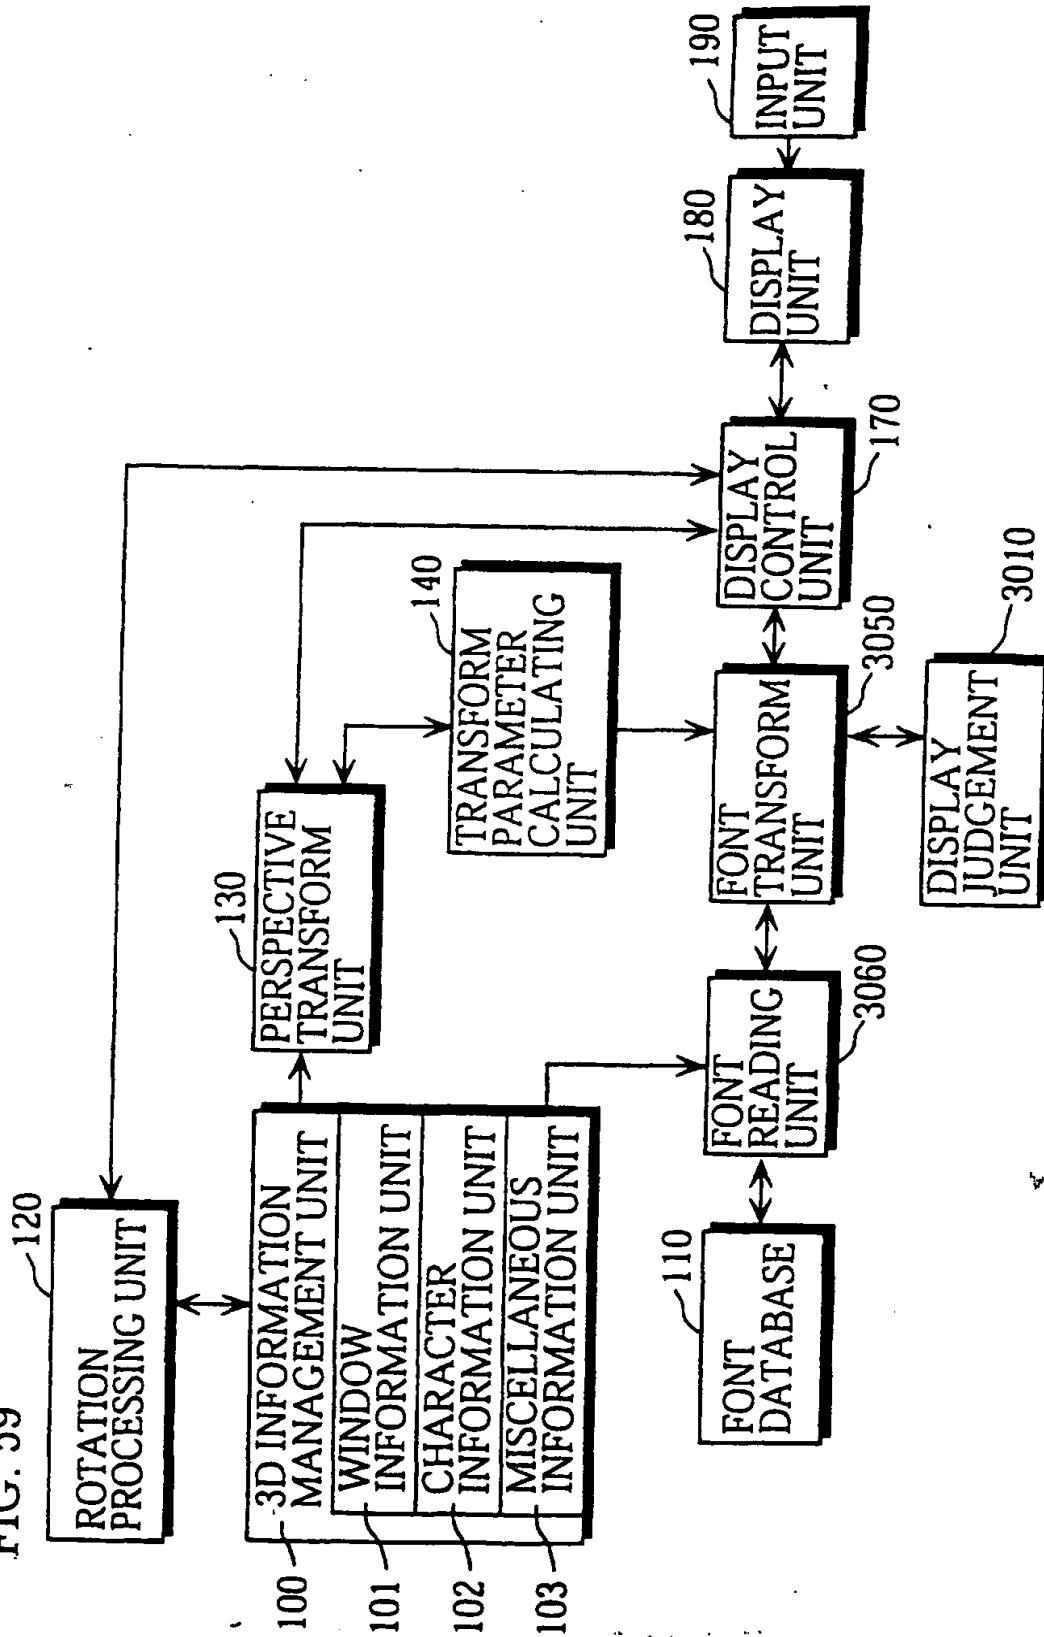 FIG. 39
120
ROTATION
PROCESSING UNIT
100
3D INFORMATION
MANAGEMENT UNIT
101
WINDOW
INFORMATION UNIT
102
CHARACTER
INFORMATION UNIT
103
MISCELLANEOUS
INFORMATION UNIT
130
PERSPECTIVE
TRANSFORM
UNIT
140
TRANSFORM
PARAMETER
CALCULATING
UNIT
110
FONT
DATABASE
FONT
READING
UNIT
3060
FONT
TRANSFORM
UNIT
3050
DISPLAY
JUDGEMENT
UNIT
3010
DISPLAY
CONTROL
UNIT
170
180
DISPLAY
UNIT
190
INPUT
UNIT